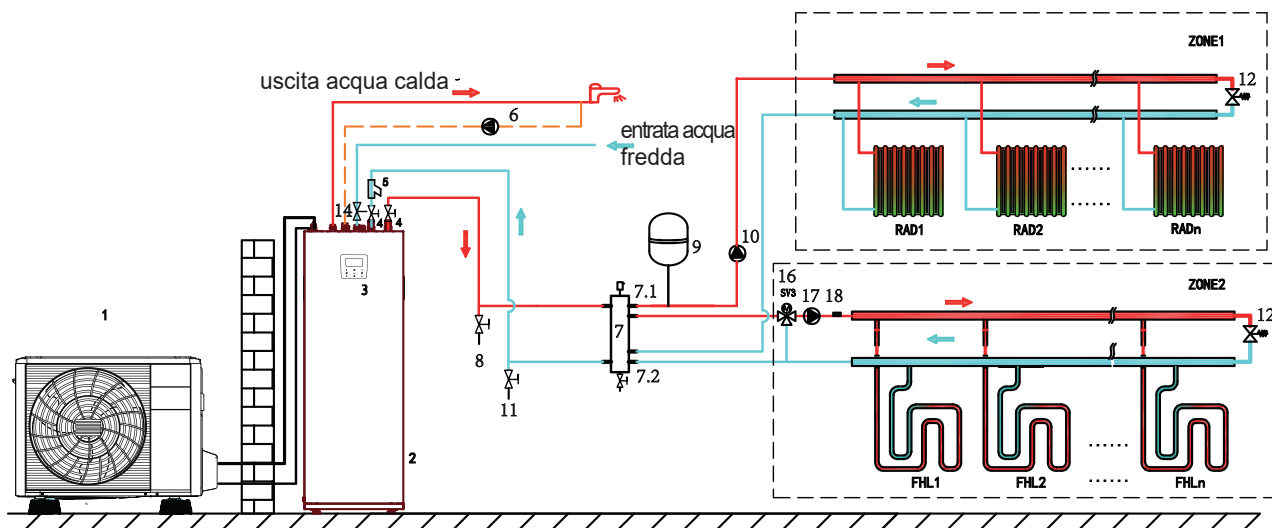 ZONE1
uscita acqua calda
12
6
entrata acqua
fredda
5
14
4
4
RAD1
RAD2
......
......
RADn
9
10
3
1
7.1
16
SV3
17
18
ZONE2
12
7
8
7.2
11
2
......
......
FHL1
FHL2
FHLn